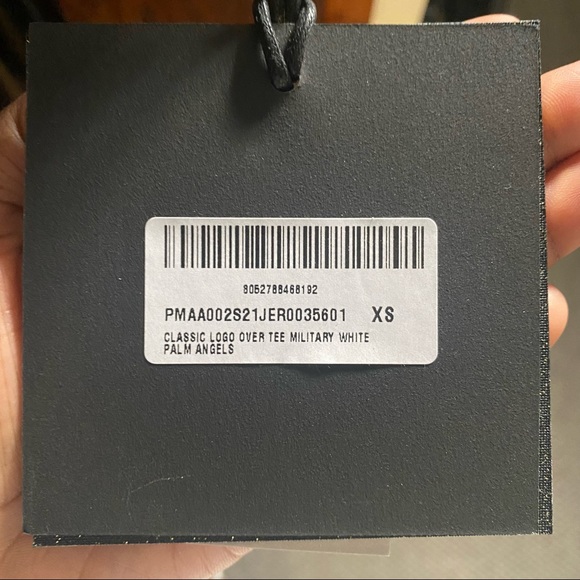 8052788468192
PMAA002S21JER0035601 XS
CLASSIC LOGO OVER TEE MILITARY WHITE
PALM ANGELS